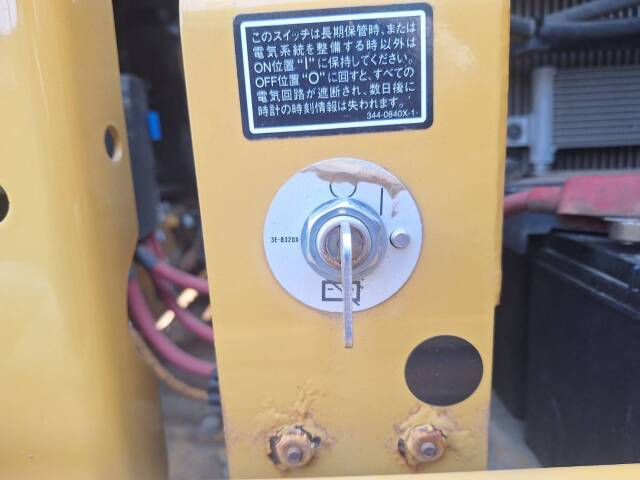 このスイッチは長期保管時、または
電気系統を整備する時以外は
ON位置"I"に保持してください。
OFF位置"O"に回すと、すべての
電気回路が遮断され、数日後に
時計の時刻情報は失われます。
344-0840X-1
O I
3E-8320X